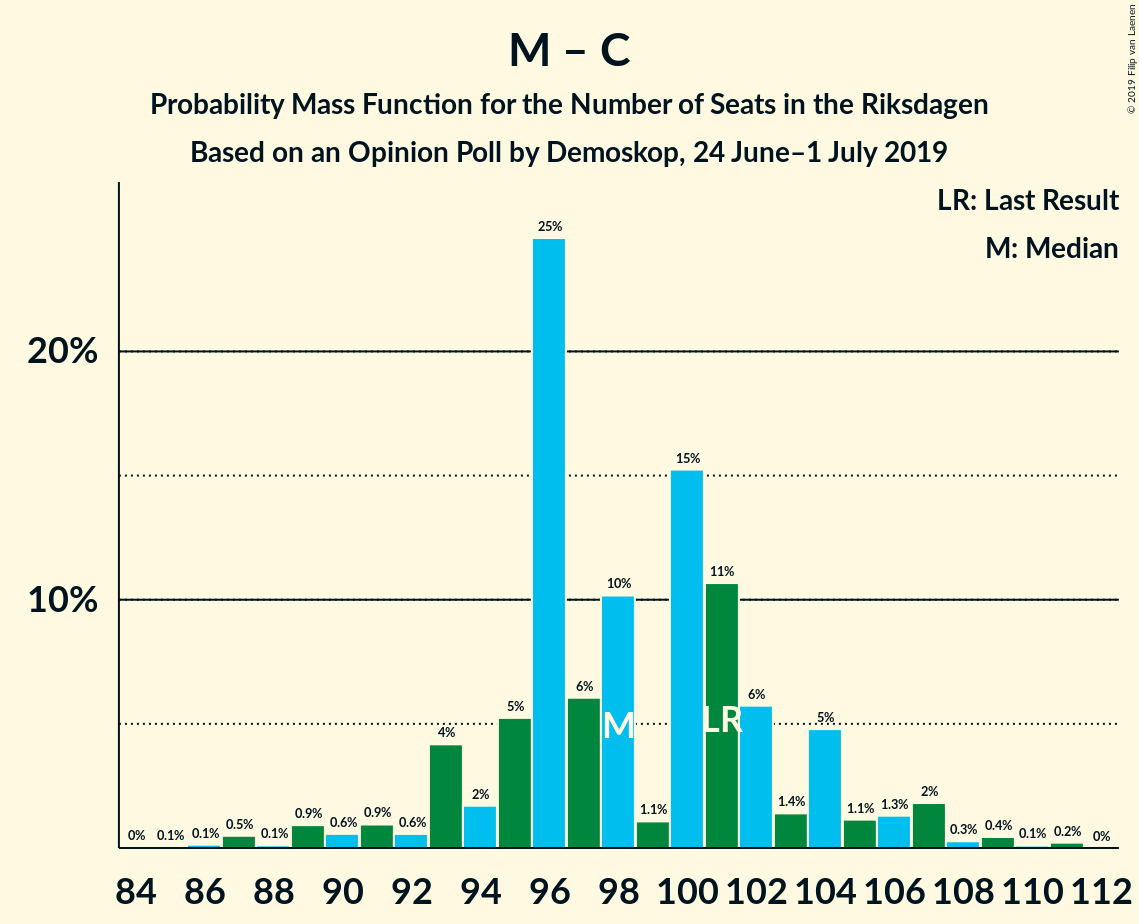 © 2019 Filip van Laenen
M – C
Probability Mass Function for the Number of Seats in the Riksdagen
Based on an Opinion Poll by Demoskop, 24 June–1 July 2019
LR: Last Result
M: Median
20%
10%
0% 0.1% 0.1% 0.5% 0.1% 0.9% 0.6% 0.9% 0.6% 4% 2% 5% 25% 6% 10% 1.1% 15% 11% 6% 1.4% 5% 1.1% 1.3% 2% 0.3% 0.4% 0.1% 0.2% 0%
M LR
84 86 88 90 92 94 96 98 100 102 104 106 108 110 112